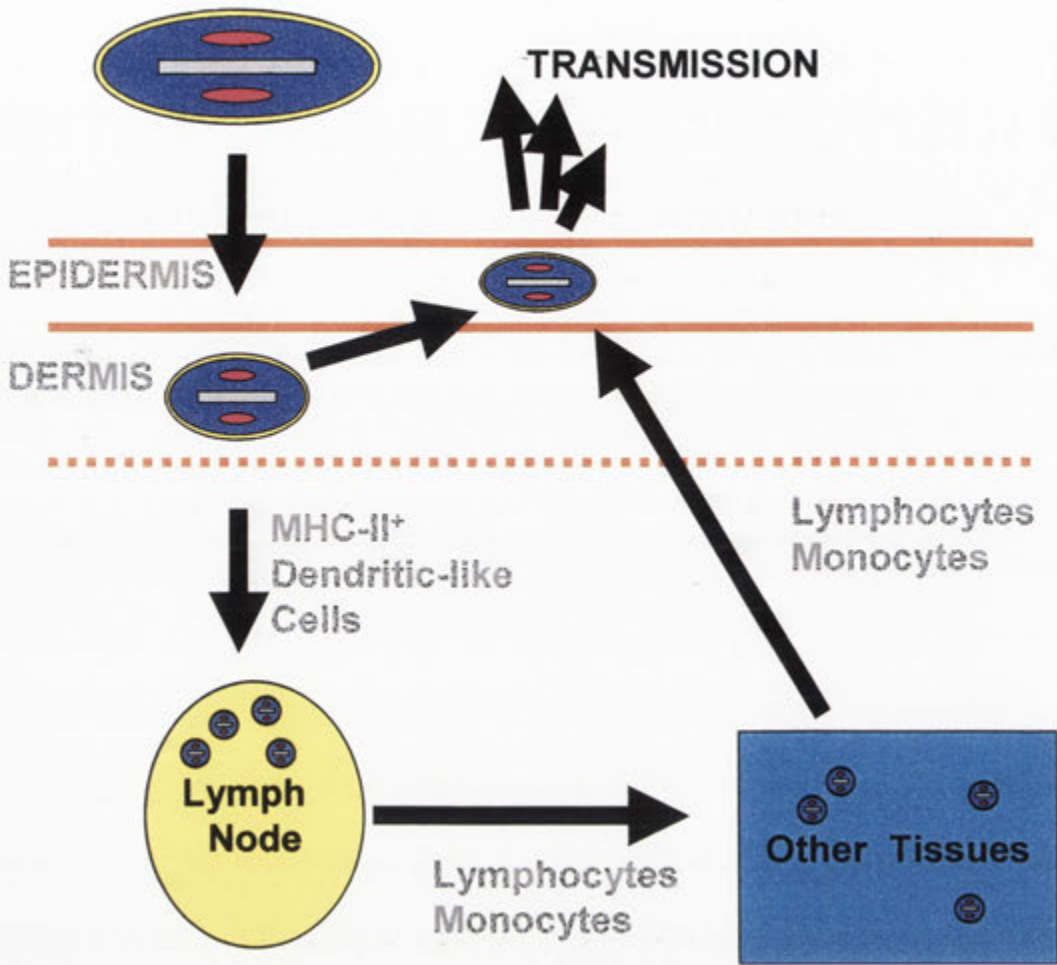 TRANSMISSION
EPIDERMIS
DERMIS
MHC-II⁺
Dendritic-like
Cells
Lymphocytes
Monocytes
Lymph
Node
Other Tissues
Lymphocytes
Monocytes